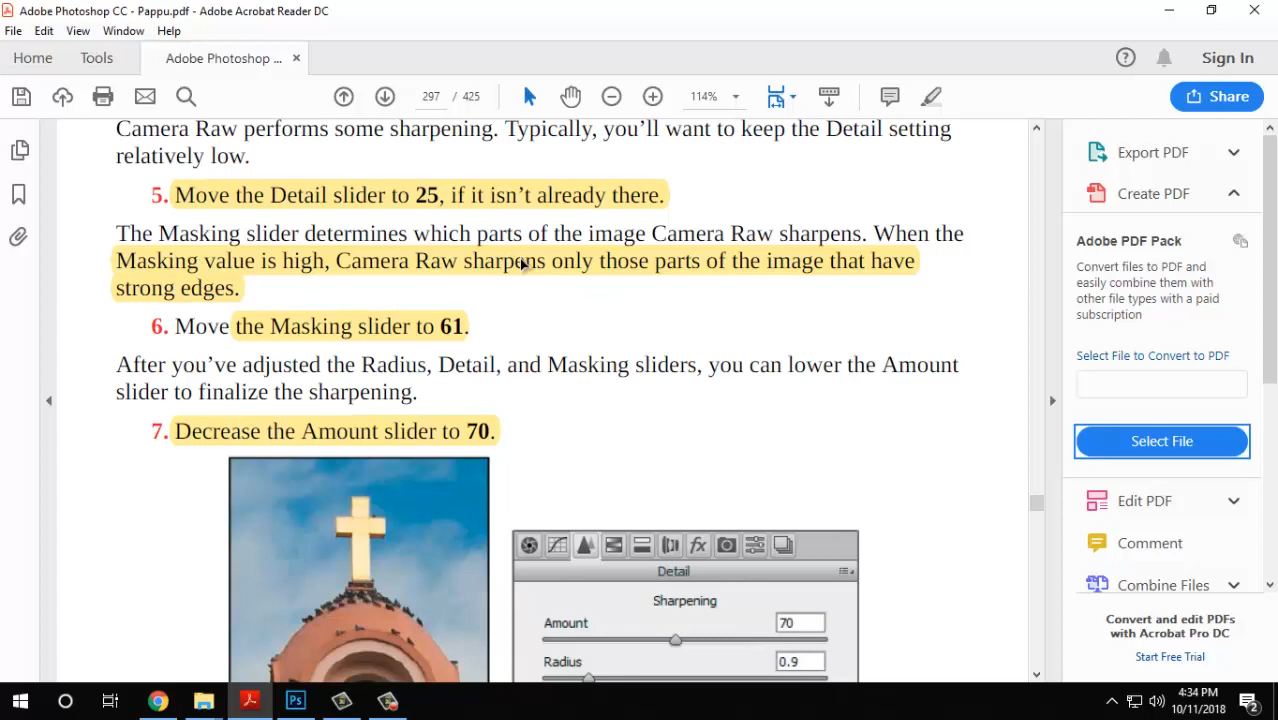 Adobe Photoshop CC - Pappu.pdf - Adobe Acrobat Reader DC
File Edit View Window Help
Home Tools Adobe Photoshop ... × Sign In
297 / 425 114% Share
Camera Raw performs some sharpening. Typically, you’ll want to keep the Detail setting
relatively low.
5. Move the Detail slider to 25, if it isn’t already there.
The Masking slider determines which parts of the image Camera Raw sharpens. When the
Masking value is high, Camera Raw sharpens only those parts of the image that have
strong edges.
6. Move the Masking slider to 61.
After you’ve adjusted the Radius, Detail, and Masking sliders, you can lower the Amount
slider to finalize the sharpening.
7. Decrease the Amount slider to 70.
fx
Detail
Sharpening
Amount 70
Radius 0.9
Export PDF
Create PDF
Adobe PDF Pack
Convert files to PDF and
easily combine them with
other file types with a paid
subscription
Select File to Convert to PDF
Select File
Edit PDF
Comment
Combine Files
Convert and edit PDFs
with Acrobat Pro DC
Start Free Trial
Ps
4:34 PM
10/11/2018
2